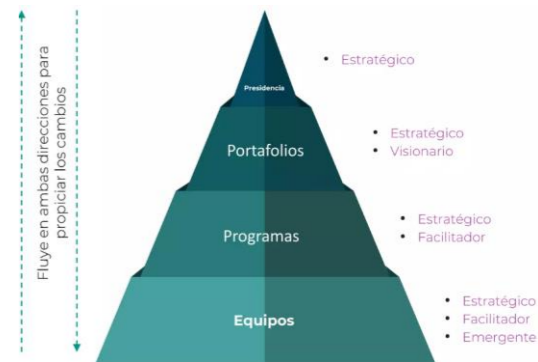 Fluye en ambas direcciones para
propiciar los cambios
Presidencia
• Estratégico
Portafolios
• Estratégico
• Visionario
Programas
• Estratégico
• Facilitador
Equipos
• Estratégico
• Facilitador
• Emergente